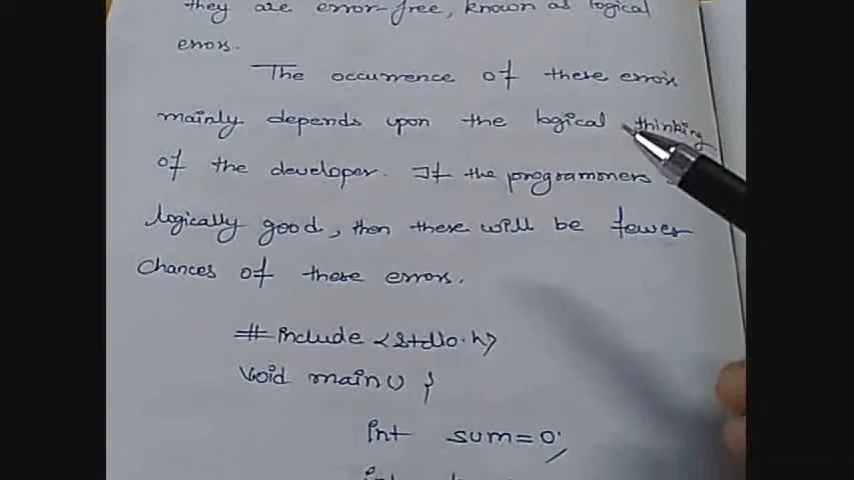 they are error-free, known as logical
errors.
The occurrence of these errors
mainly depends upon the logical thinking
of the developer. If the programmers
logically good, then there will be fewer
chances of these errors.
# include <stdio.h>
Void main() {
int sum=0;
int